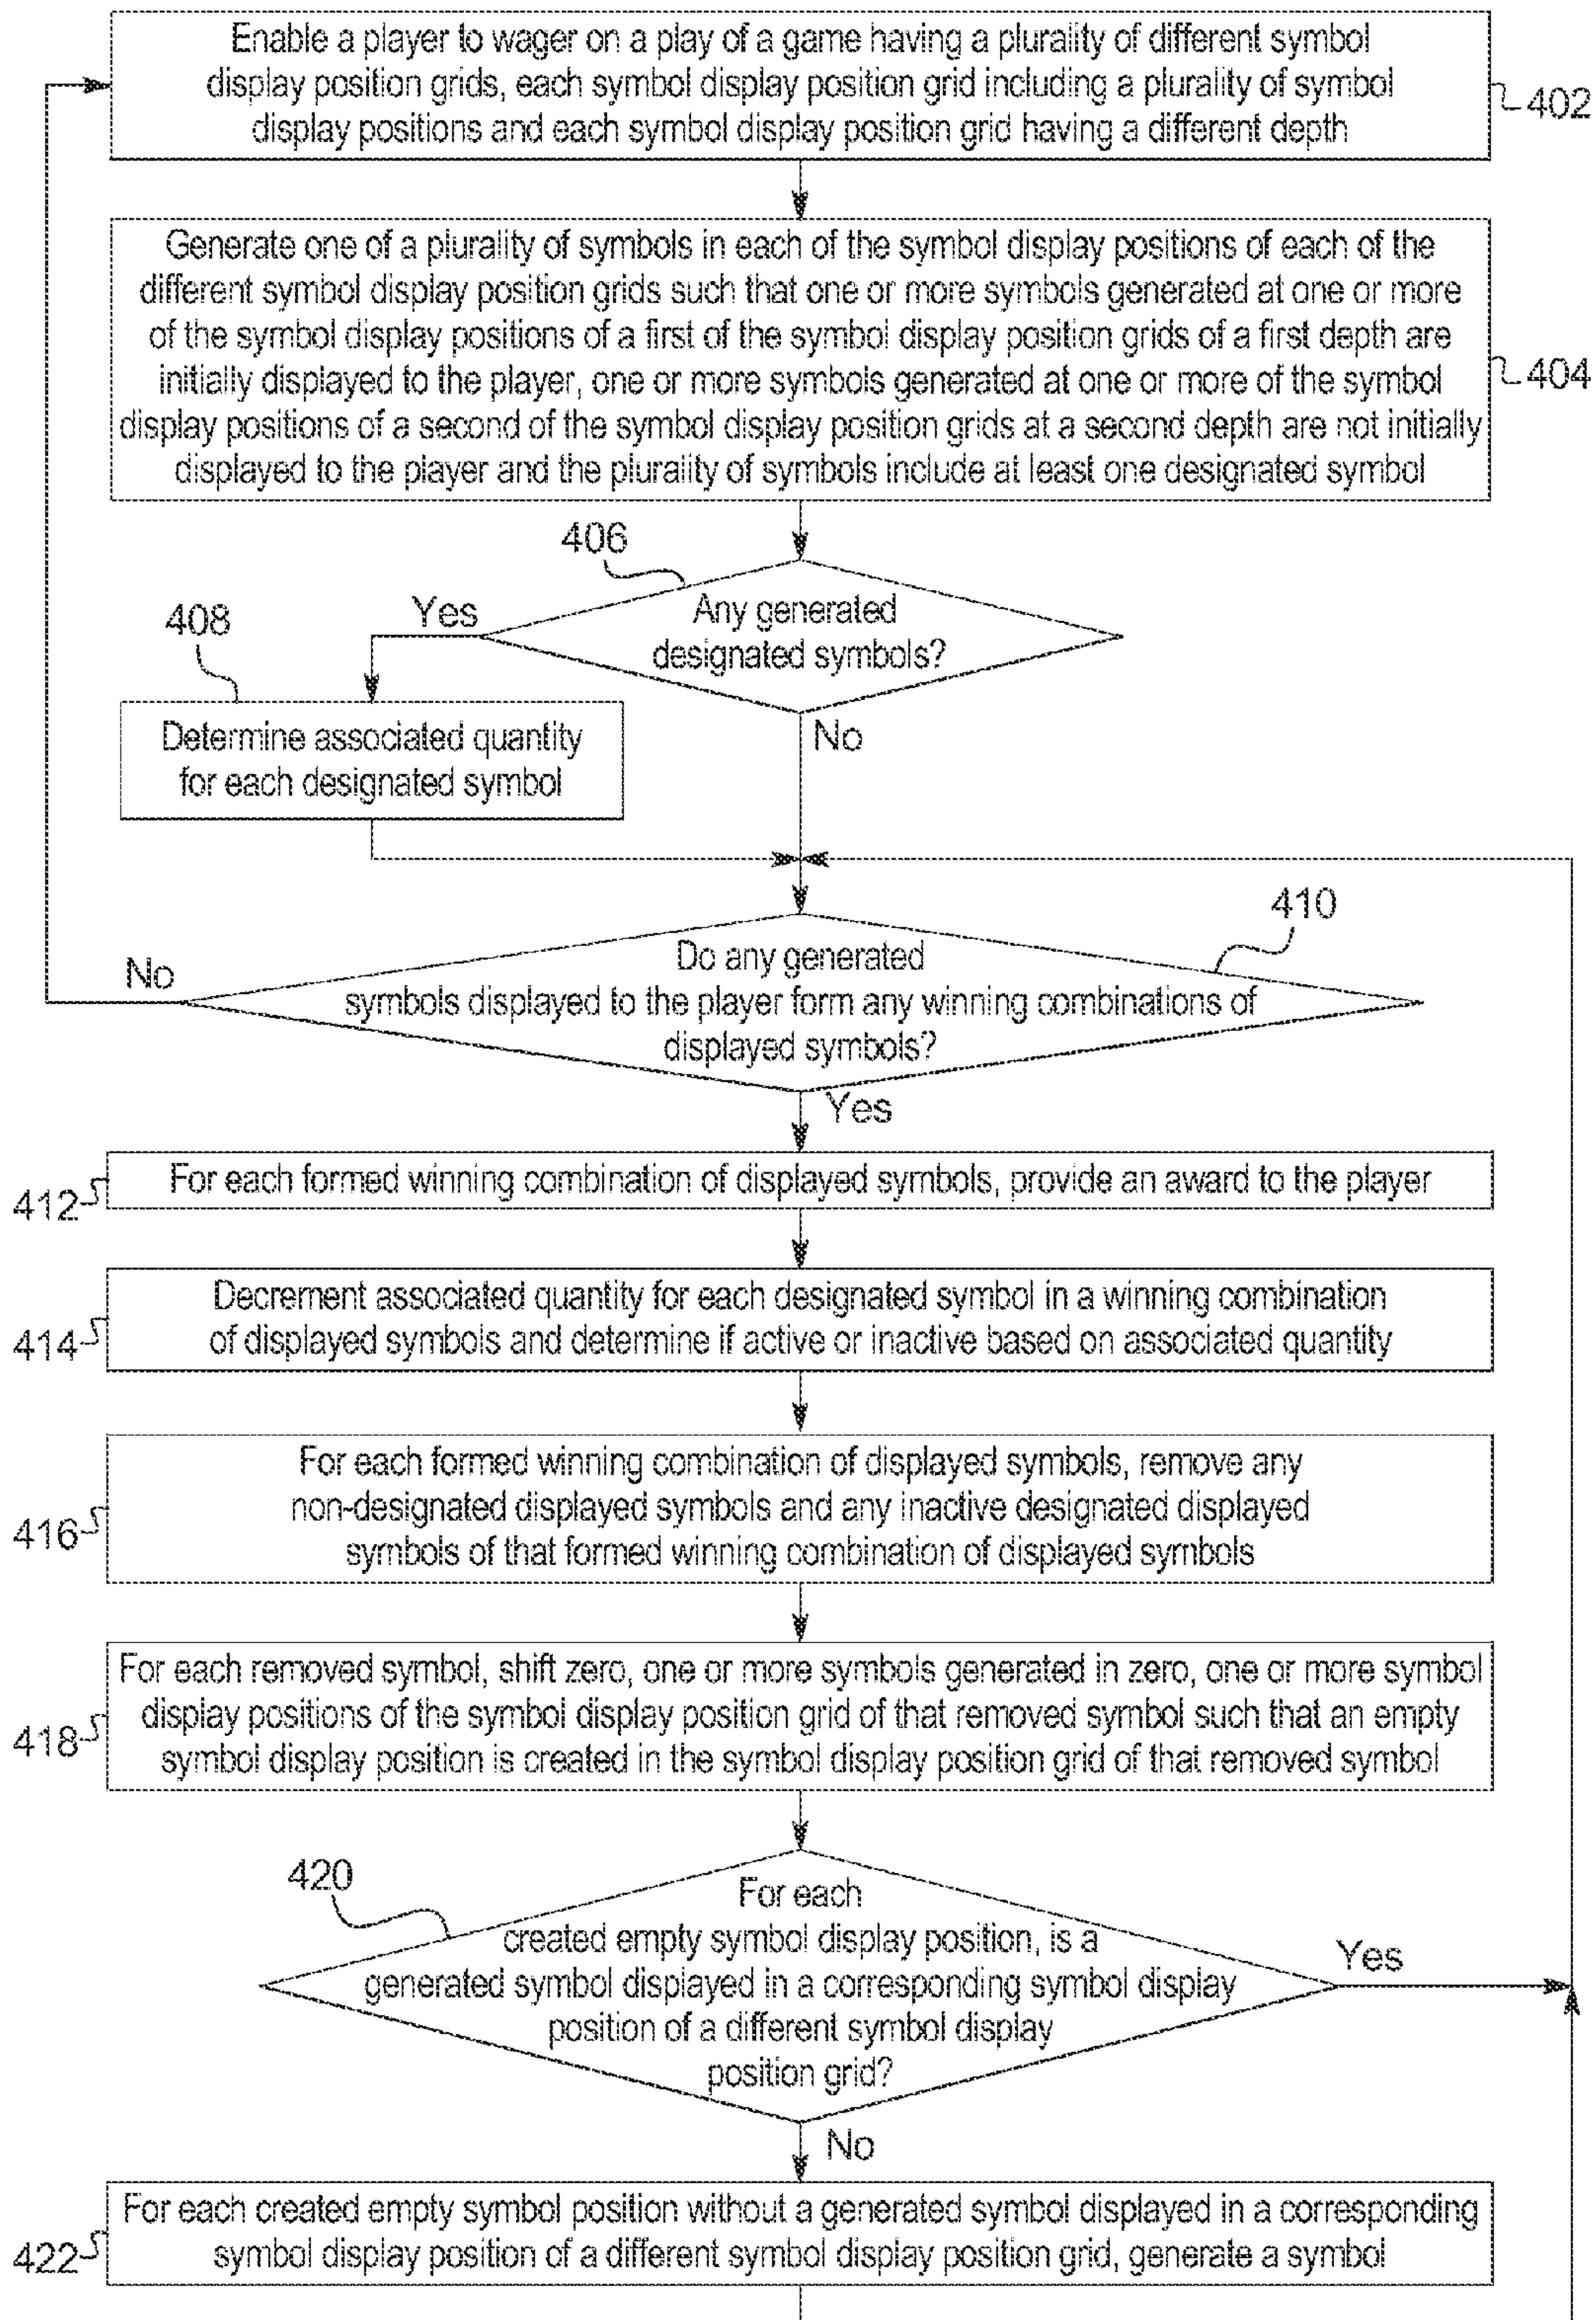 Enable a player to wager on a play of a game having a plurality of different symbol
display position grids, each symbol display position grid including a plurality of symbol
display positions and each symbol display position grid having a different depth
402
Generate one of a plurality of symbols in each of the symbol display positions of each of the
different symbol display position grids such that one or more symbols generated at one or more
of the symbol display positions of a first of the symbol display position grids of a first depth are
initially displayed to the player, one or more symbols generated at one or more of the symbol
display positions of a second of the symbol display position grids at a second depth are not initially
displayed to the player and the plurality of symbols include at least one designated symbol
404
406
Any generated
designated symbols?
Yes
No
408
Determine associated quantity
for each designated symbol
410
Do any generated
symbols displayed to the player form any winning combinations of
displayed symbols?
No
Yes
For each formed winning combination of displayed symbols, provide an award to the player
412
Decrement associated quantity for each designated symbol in a winning combination
of displayed symbols and determine if active or inactive based on associated quantity
414
For each formed winning combination of displayed symbols, remove any
non-designated displayed symbols and any inactive designated displayed
symbols of that formed winning combination of displayed symbols
416
For each removed symbol, shift zero, one or more symbols generated in zero, one or more symbol
display positions of the symbol display position grid of that removed symbol such that an empty
symbol display position is created in the symbol display position grid of that removed symbol
418
420
For each
created empty symbol display position, is a
generated symbol displayed in a corresponding symbol display
position of a different symbol display
position grid?
Yes
No
For each created empty symbol position without a generated symbol displayed in a corresponding
symbol display position of a different symbol display position grid, generate a symbol
422